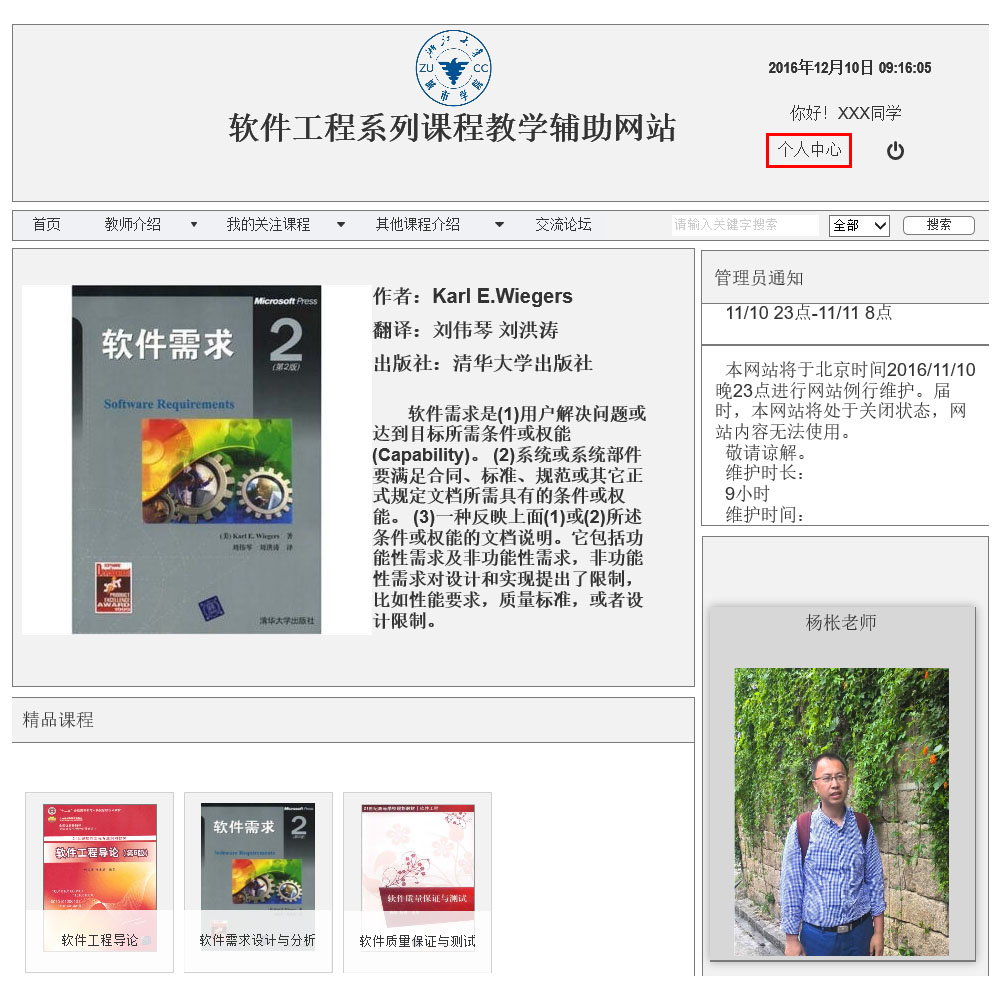 浙江大学
ZU CC
城市学院
软件工程系列课程教学辅助网站
2016年12月10日 09:16:05
你好！XXX同学
个人中心
首页 教师介绍 我的关注课程 其他课程介绍 交流论坛 请输入关键字搜索 全部 搜索
Microsoft Press
软件需求 2
(第2版)
Software Requirements
(美) Karl E. Wiegers 著
刘伟琴 刘洪涛 译
PRODUCT
EXCELLENCE
AWARD
清华大学出版社
作者：Karl E.Wiegers
翻译：刘伟琴 刘洪涛
出版社：清华大学出版社
软件需求是(1)用户解决问题或
达到目标所需条件或权能
(Capability)。 (2)系统或系统部件
要满足合同、标准、规范或其它正
式规定文档所需具有的条件或权
能。 (3)一种反映上面(1)或(2)所述
条件或权能的文档说明。它包括功
能性需求及非功能性需求，非功能
性需求对设计和实现提出了限制，
比如性能要求，质量标准，或者设
计限制。
管理员通知
11/10 23点-11/11 8点
本网站将于北京时间2016/11/10
晚23点进行网站例行维护。届
时，本网站将处于关闭状态，网
站内容无法使用。
敬请谅解。
维护时长：
9小时
维护时间：
杨枨老师
精品课程
软件工程导论（第6版）
软件工程导论
Microsoft Press
软件需求 2
Software Requirements
软件需求设计与分析
软件质量保证与测试
软件质量保证与测试